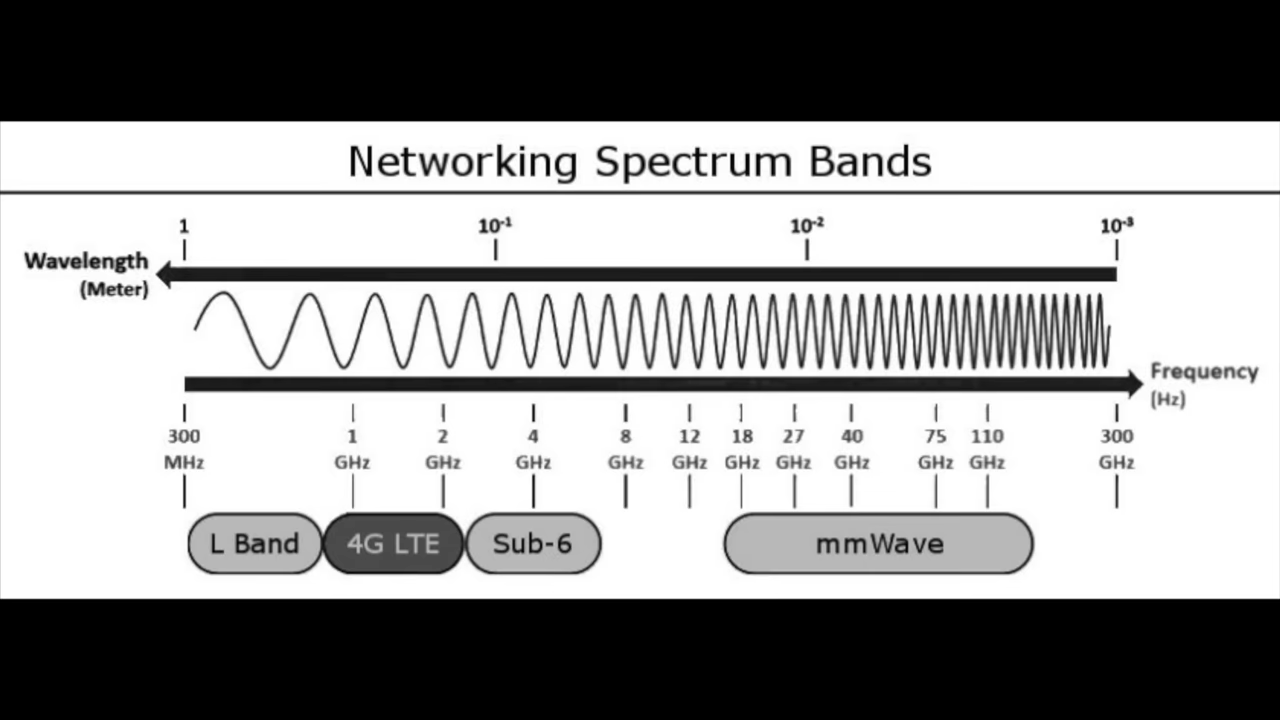 Networking Spectrum Bands
1 10⁻¹ 10⁻² 10⁻³
Wavelength
(Meter)
Frequency
(Hz)
300 1 2 4 8 12 18 27 40 75 110 300
MHz GHz GHz GHz GHz GHz GHz GHz GHz GHz GHz GHz
L Band 4G LTE Sub-6 mmWave